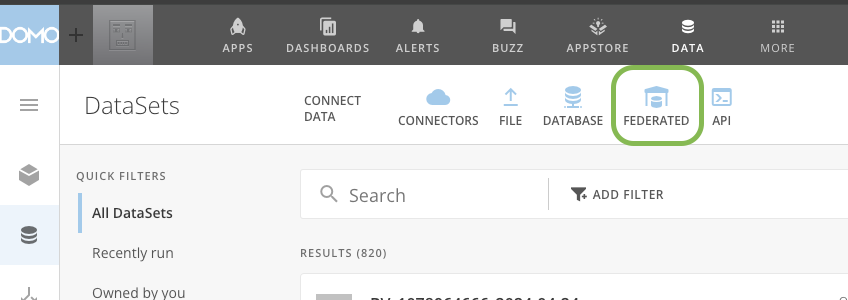 DOMO
APPS DASHBOARDS ALERTS BUZZ APPSTORE DATA MORE
DataSets
CONNECT
DATA
CONNECTORS FILE DATABASE FEDERATED API
QUICK FILTERS
All DataSets
Recently run
Owned by you
Search
ADD FILTER
RESULTS (820)